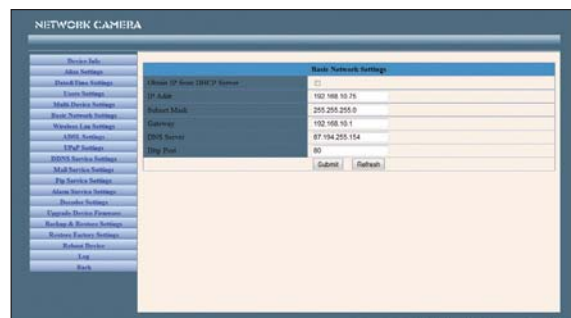 NETWORK CAMERA
Device Info
Alias Settings
Date&Time Settings
Users Settings
Multi-Device Settings
Basic Network Settings
Wireless Lan Settings
ADSL Settings
UPnP Settings
DDNS Service Settings
Mail Service Settings
Ftp Service Settings
Alarm Service Settings
Decoder Settings
Upgrade Device Firmware
Backup & Restore Settings
Restore Factory Settings
Reboot Device
Log
Back
Basic Network Settings
Obtain IP from DHCP Server
IP Addr 192.168.10.75
Subnet Mask 255.255.255.0
Gateway 192.168.10.1
DNS Server 87.194.255.154
Http Port 80
Submit Refresh